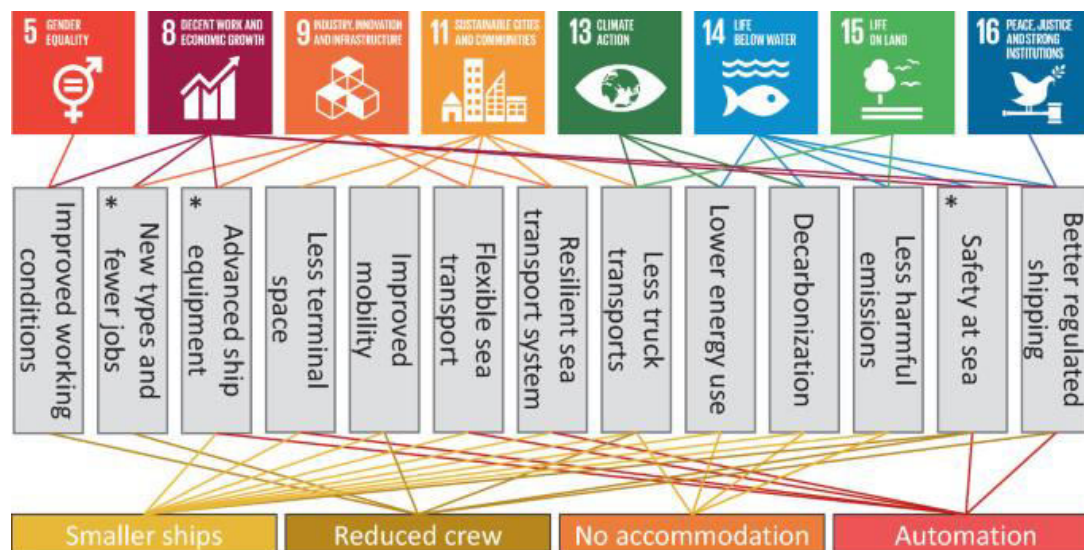 5 GENDER
EQUALITY
8 DECENT WORK AND
ECONOMIC GROWTH
9 INDUSTRY, INNOVATION
AND INFRASTRUCTURE
11 SUSTAINABLE CITIES
AND COMMUNITIES
13 CLIMATE
ACTION
14 LIFE
BELOW WATER
15 LIFE
ON LAND
16 PEACE, JUSTICE
AND STRONG
INSTITUTIONS
Improved working
conditions
* New types and
fewer jobs
* Advanced ship
equipment
Less terminal
space
Improved
mobility
Flexible sea
transport
Resilient sea
transport system
Less truck
transports
Lower energy use
Decarbonization
Less harmful
emissions
* Safety at sea
Better regulated
shipping
Smaller ships
Reduced crew
No accommodation
Automation